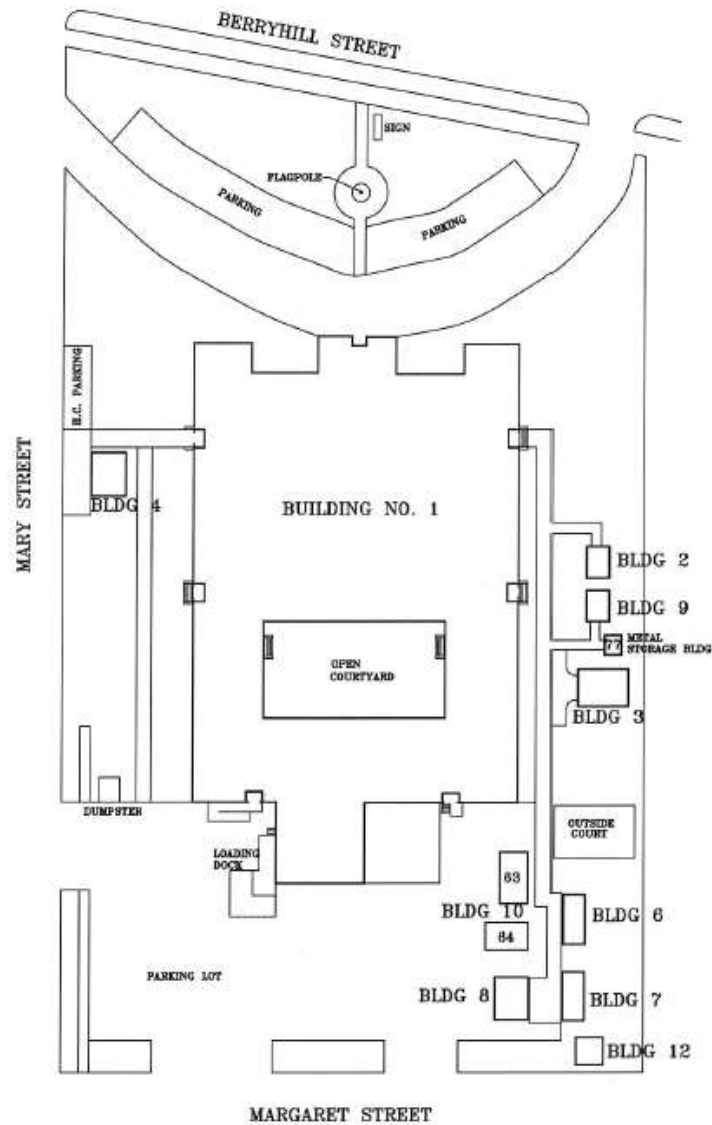 BERRYHILL STREET
SIGN
FLAGPOLE
PARKING
PARKING
H.C. PARKING
MARY STREET
BLDG 4
BUILDING NO. 1
BLDG 2
BLDG 9
77
METAL
STORAGE BLDG
OPEN
COURTYARD
BLDG 3
DUMPSTER
OUTSIDE
COURT
LOADING
DOCK
63
BLDG 10
BLDG 6
64
PARKING LOT
BLDG 8
BLDG 7
BLDG 12
MARGARET STREET